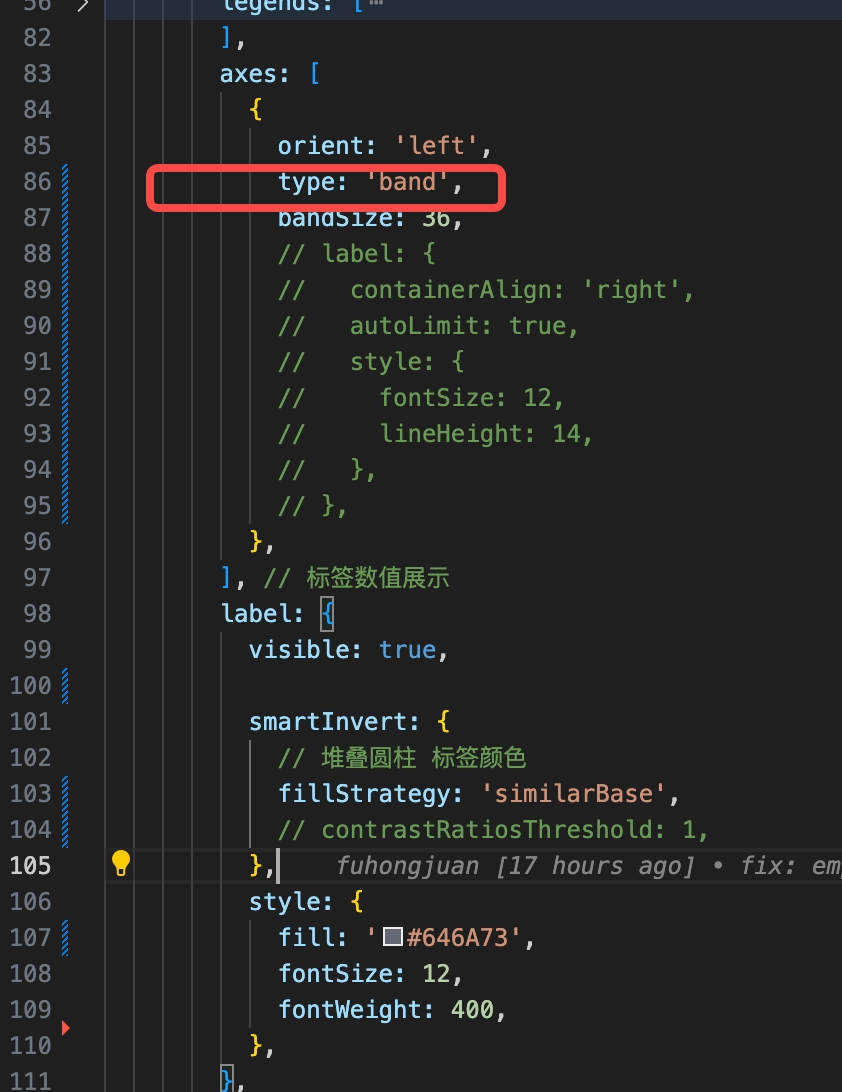 56 > legends: [ ⋯
82 ],
83 axes: [
84 {
85 orient: 'left',
86 type: 'band',
87 bandSize: 36,
88 // label: {
89 //   containerAlign: 'right',
90 //   autoLimit: true,
91 //   style: {
92 //     fontSize: 12,
93 //     lineHeight: 14,
94 //   },
95 // },
96 },
97 ], // 标签数值展示
98 label: {
99 visible: true,
100
101 smartInvert: {
102 // 堆叠圆柱 标签颜色
103 fillStrategy: 'similarBase',
104 // contrastRatiosThreshold: 1,
105 }, fuhongjuan [17 hours ago] • fix: em
106 style: {
107 fill: '#646A73',
108 fontSize: 12,
109 fontWeight: 400,
110 },
111 },